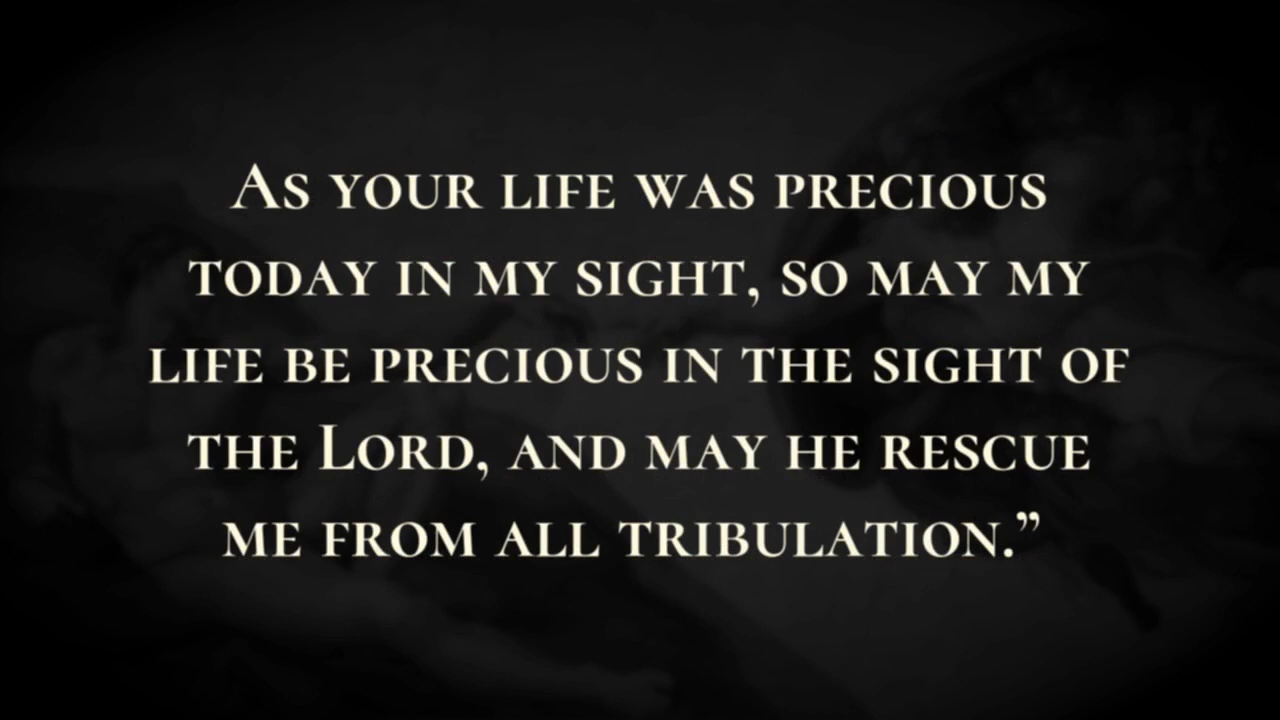 As your life was precious
today in my sight, so may my
life be precious in the sight of
the Lord, and may he rescue
me from all tribulation.”